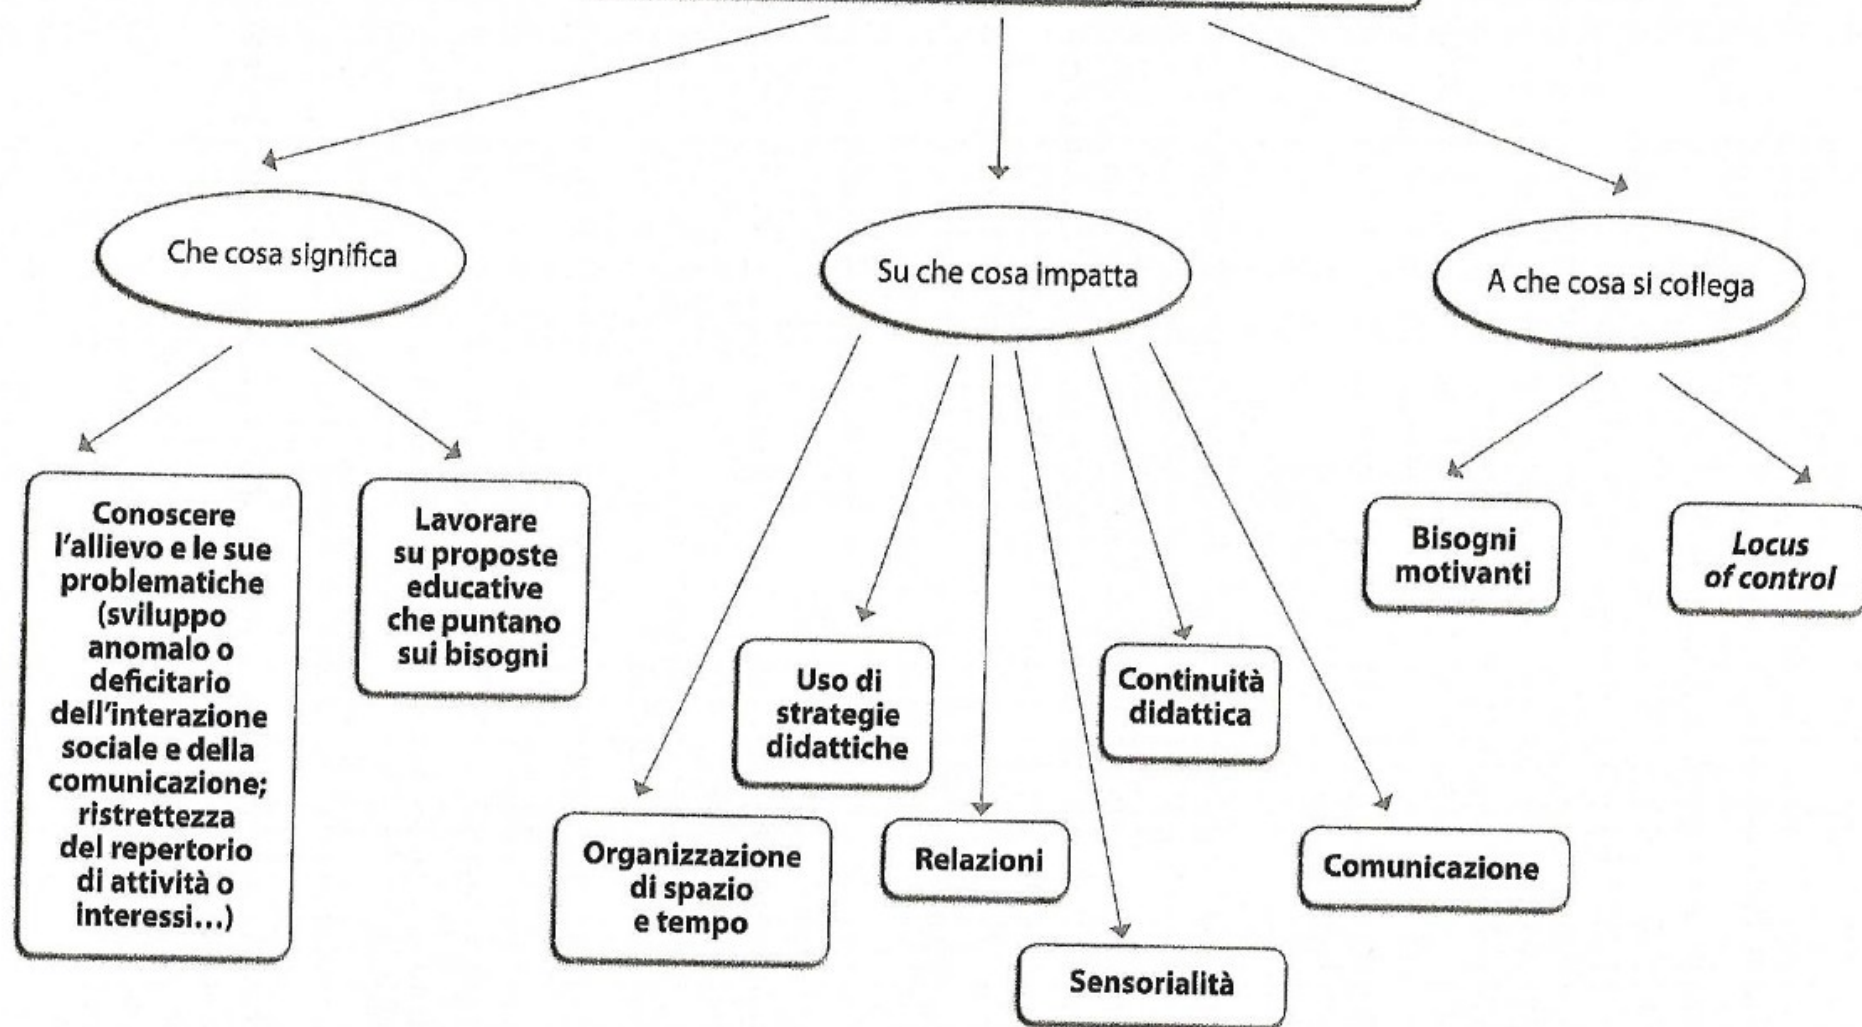 Che cosa significa
Su che cosa impatta
A che cosa si collega
Conoscere
l'allievo e le sue
problematiche
(sviluppo
anomalo o
deficitario
dell'interazione
sociale e della
comunicazione;
ristrettezza
del repertorio
di attività o
interessi...)
Lavorare
su proposte
educative
che puntano
sui bisogni
Organizzazione
di spazio
e tempo
Uso di
strategie
didattiche
Relazioni
Sensorialità
Continuità
didattica
Comunicazione
Bisogni
motivanti
Locus
of control